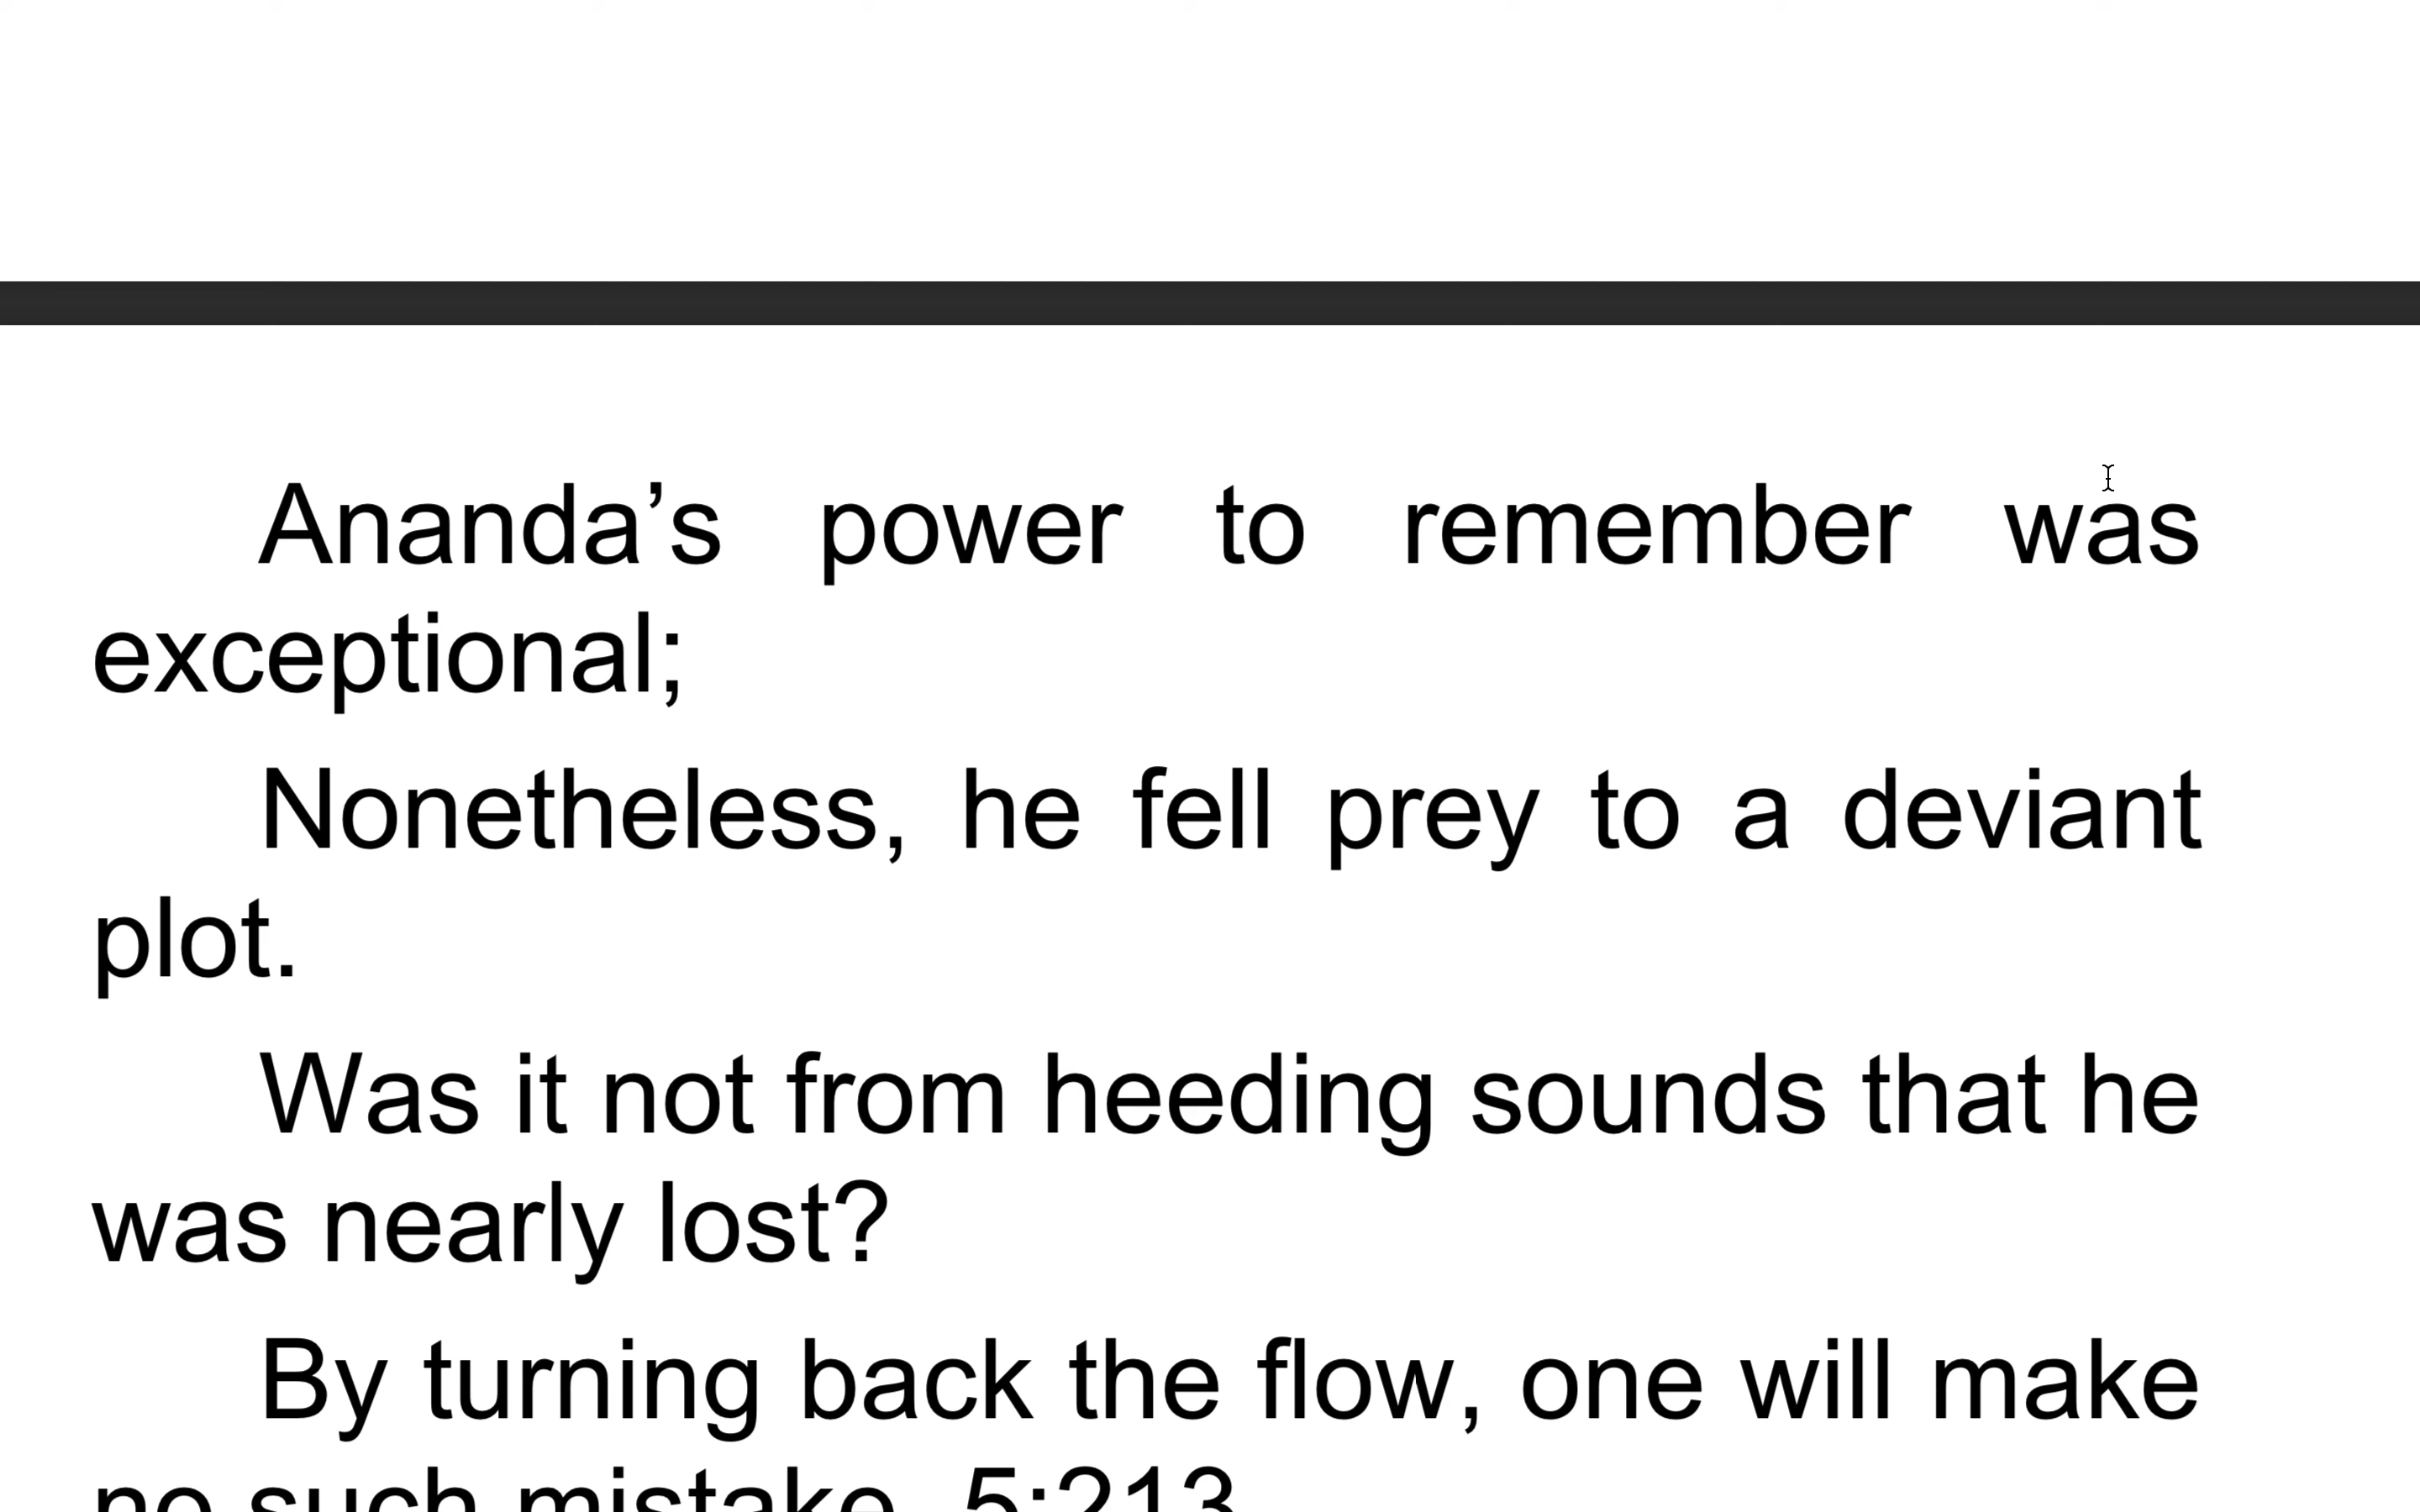 Ananda’s power to remember was
exceptional;
Nonetheless, he fell prey to a deviant
plot.
Was it not from heeding sounds that he
was nearly lost?
By turning back the flow, one will make
no such mistake. 5:213